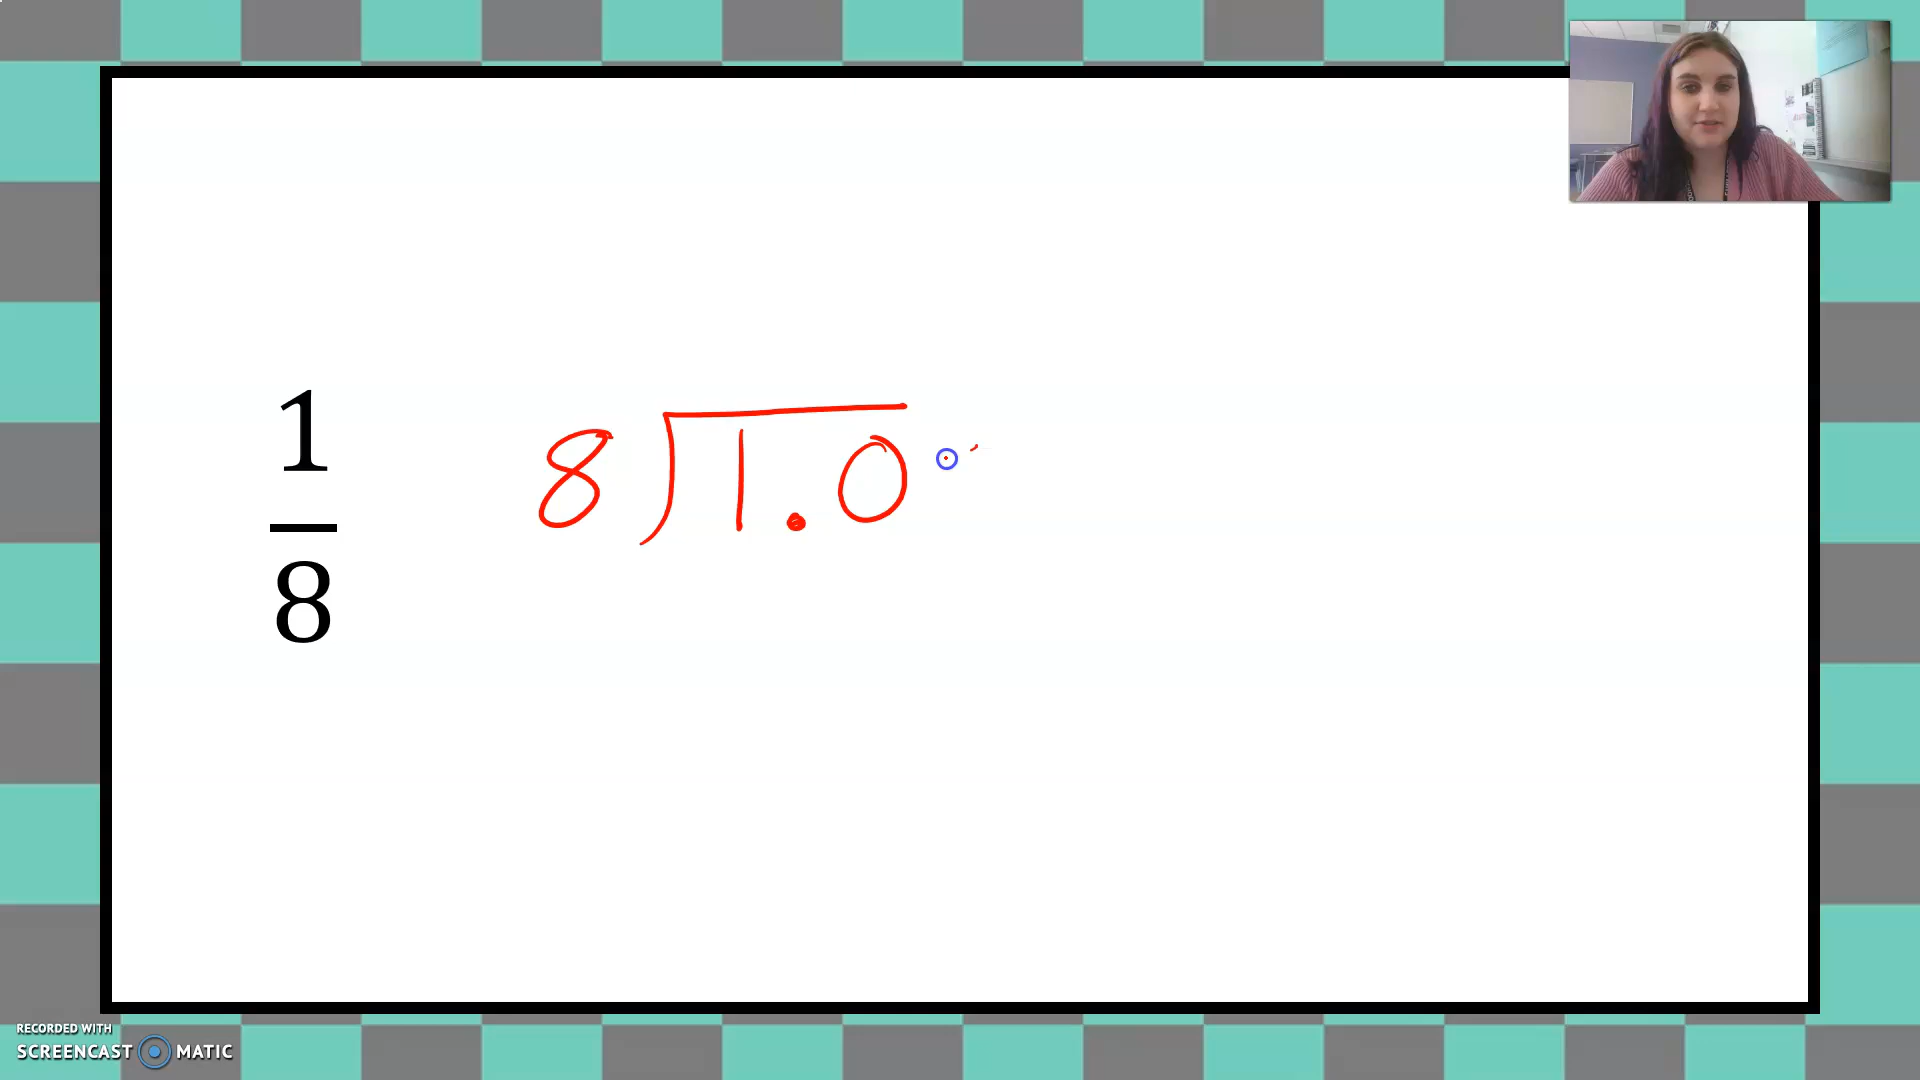 1
8
8 1.0
RECORDED WITH
SCREENCAST MATIC